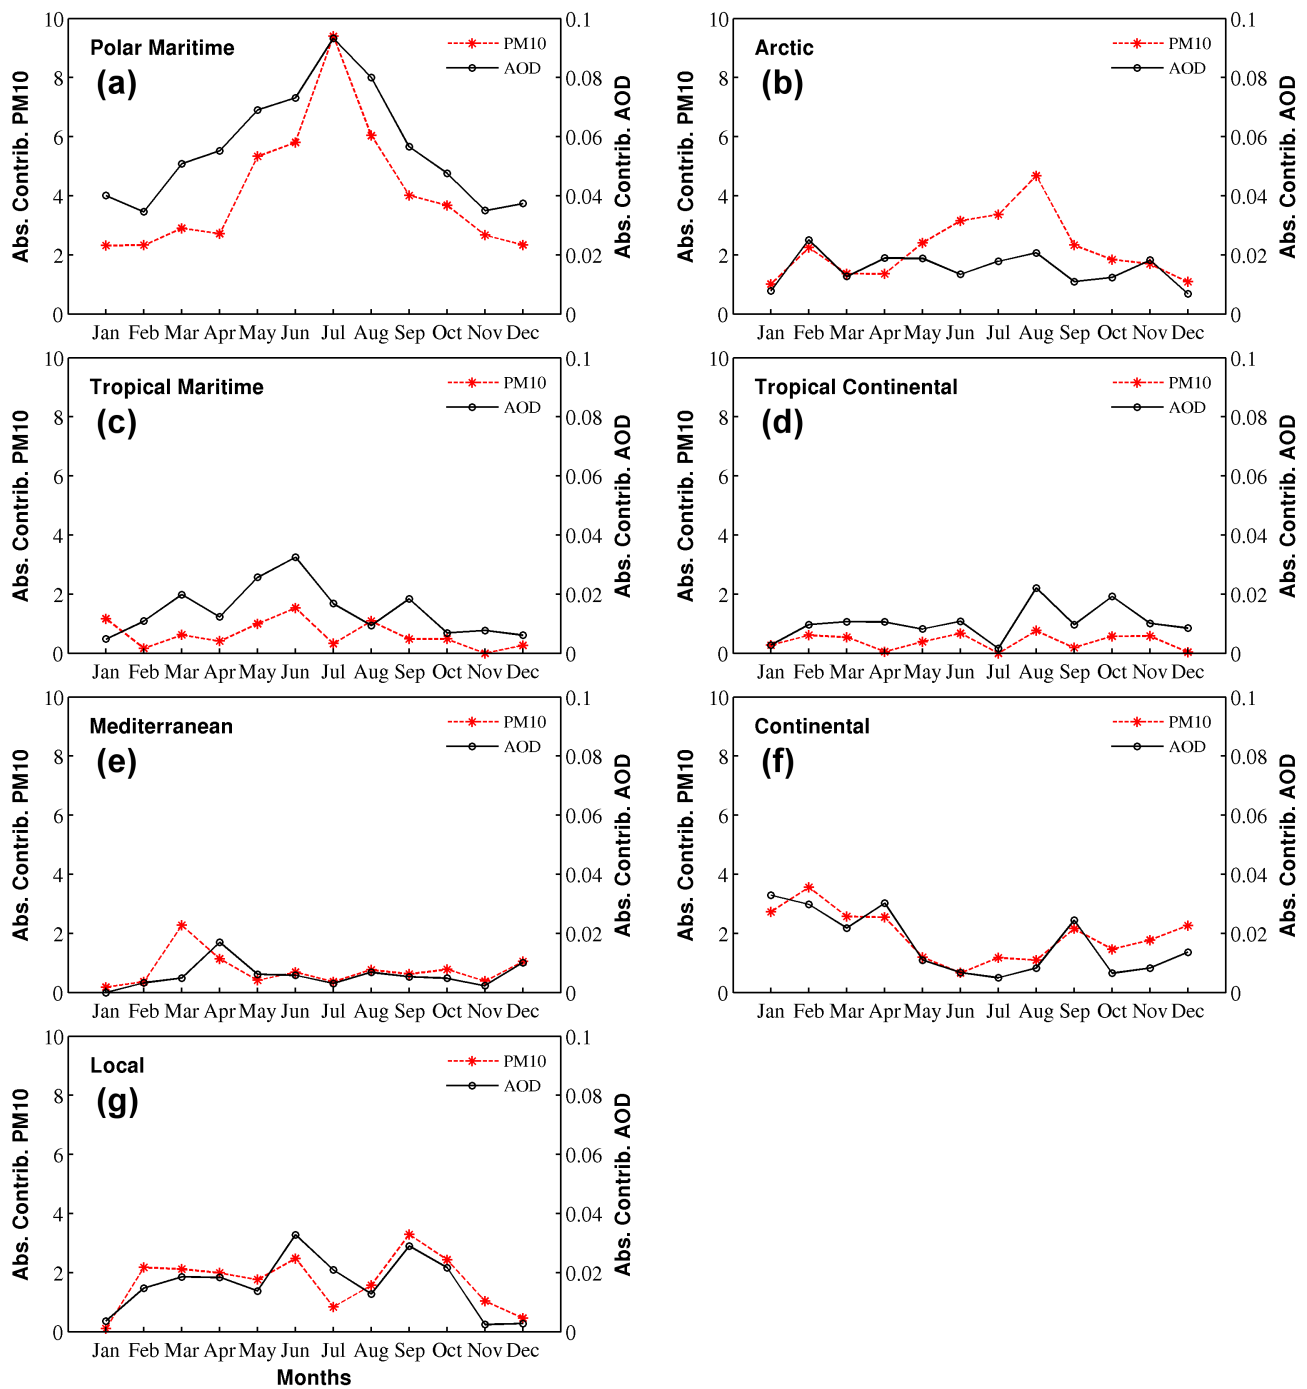 Polar Maritime
(a)
PM10
AOD
Abs. Contrib. PM10
Abs. Contrib. AOD
10
8
6
4
2
0
0.1
0.08
0.06
0.04
0.02
0
Jan Feb Mar Apr May Jun Jul Aug Sep Oct Nov Dec
Arctic
(b)
PM10
AOD
Abs. Contrib. PM10
Abs. Contrib. AOD
10
8
6
4
2
0
0.1
0.08
0.06
0.04
0.02
0
Jan Feb Mar Apr May Jun Jul Aug Sep Oct Nov Dec
Tropical Maritime
(c)
PM10
AOD
Abs. Contrib. PM10
Abs. Contrib. AOD
10
8
6
4
2
0
0.1
0.08
0.06
0.04
0.02
0
Jan Feb Mar Apr May Jun Jul Aug Sep Oct Nov Dec
Tropical Continental
(d)
PM10
AOD
Abs. Contrib. PM10
Abs. Contrib. AOD
10
8
6
4
2
0
0.1
0.08
0.06
0.04
0.02
0
Jan Feb Mar Apr May Jun Jul Aug Sep Oct Nov Dec
Mediterranean
(e)
PM10
AOD
Abs. Contrib. PM10
Abs. Contrib. AOD
10
8
6
4
2
0
0.1
0.08
0.06
0.04
0.02
0
Jan Feb Mar Apr May Jun Jul Aug Sep Oct Nov Dec
Continental
(f)
PM10
AOD
Abs. Contrib. PM10
Abs. Contrib. AOD
10
8
6
4
2
0
0.1
0.08
0.06
0.04
0.02
0
Jan Feb Mar Apr May Jun Jul Aug Sep Oct Nov Dec
Local
(g)
PM10
AOD
Abs. Contrib. PM10
Abs. Contrib. AOD
10
8
6
4
2
0
0.1
0.08
0.06
0.04
0.02
0
Jan Feb Mar Apr May Jun Jul Aug Sep Oct Nov Dec
Months